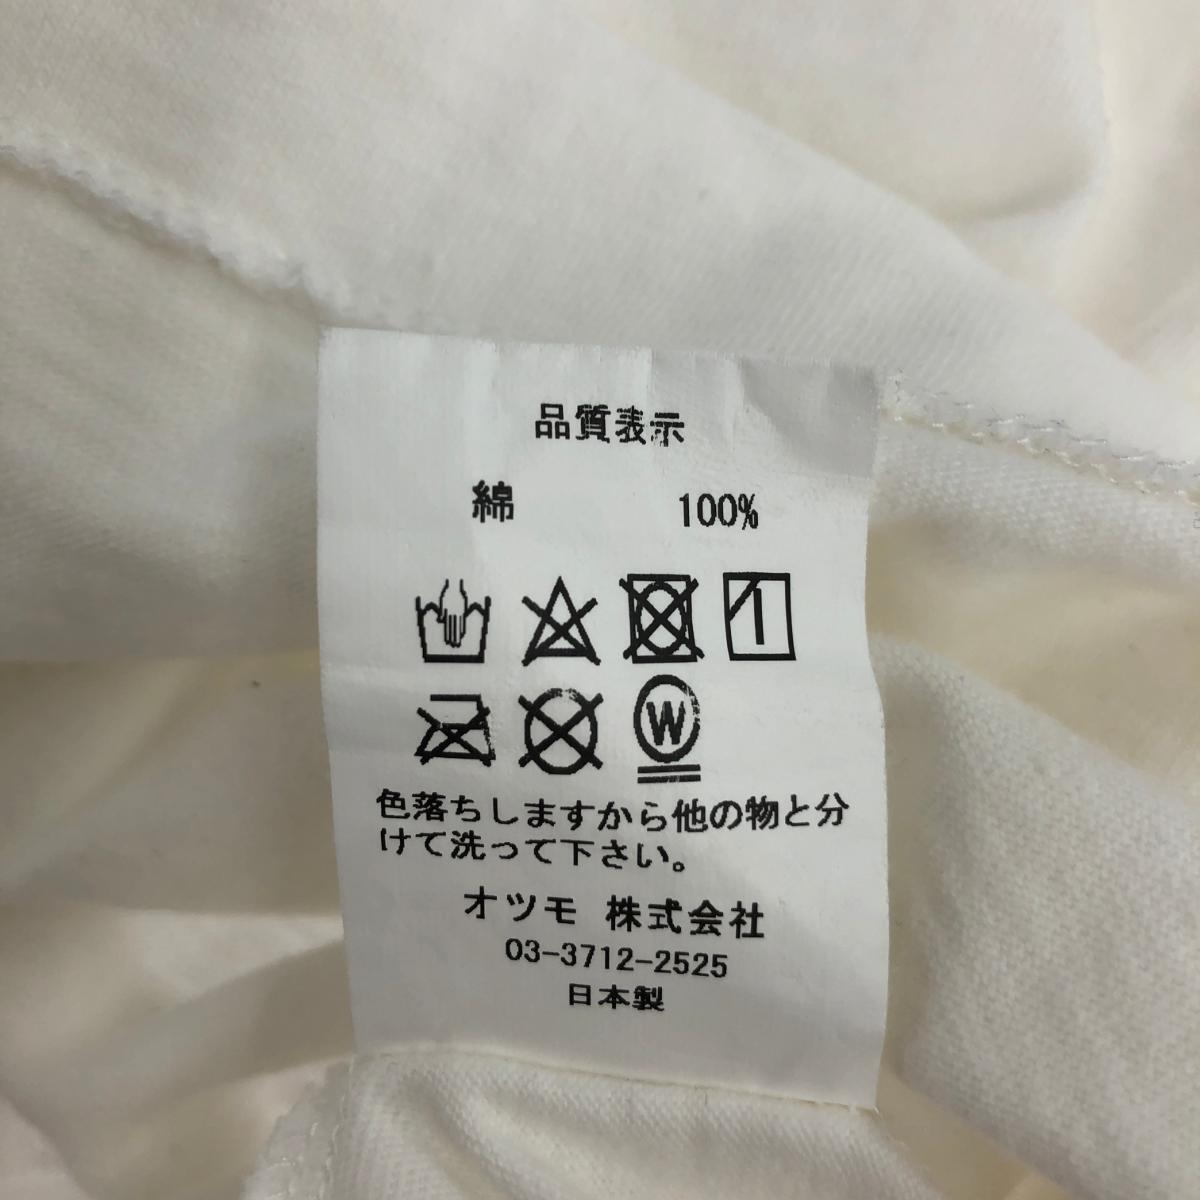 品質表示
綿 100%
W
色落ちしますから他の物と分
けて洗って下さい。
オツモ 株式会社
03-3712-2525
日本製